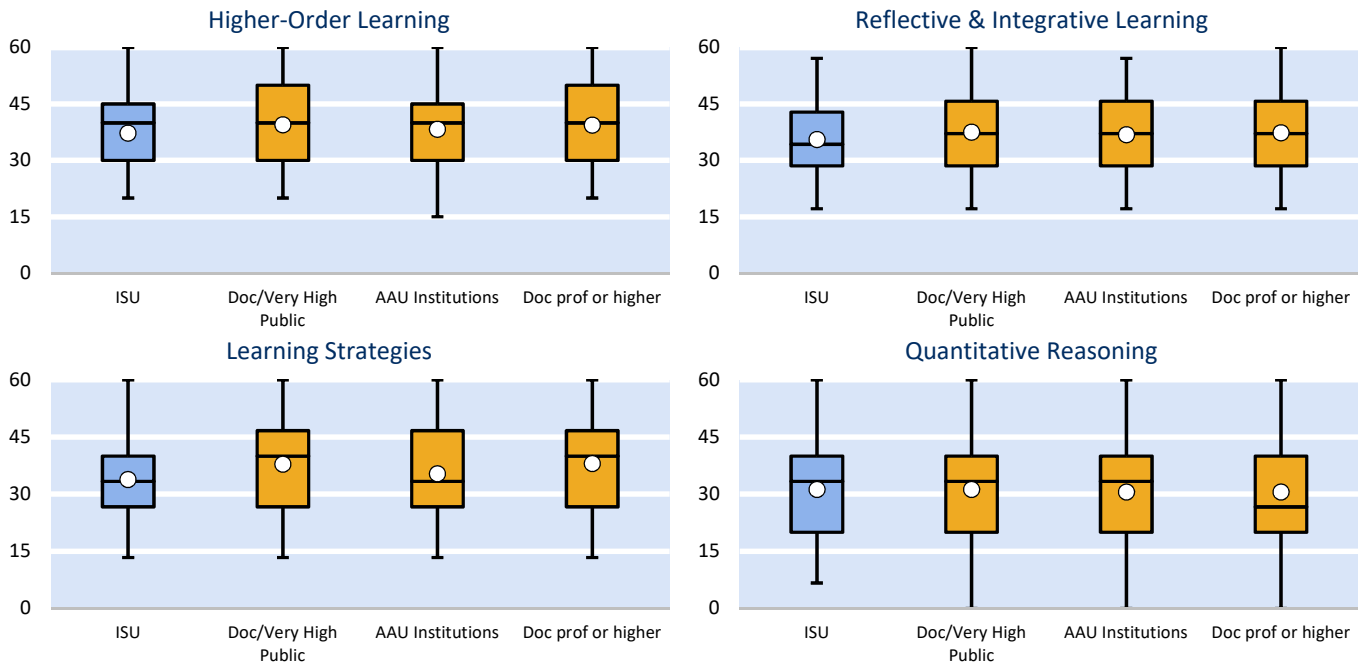 Higher-Order Learning
60
45
30
15
0
ISU
Doc/Very High
Public
AAU Institutions
Doc prof or higher
Reflective & Integrative Learning
60
45
30
15
0
ISU
Doc/Very High
Public
AAU Institutions
Doc prof or higher
Learning Strategies
60
45
30
15
0
ISU
Doc/Very High
Public
AAU Institutions
Doc prof or higher
Quantitative Reasoning
60
45
30
15
0
ISU
Doc/Very High
Public
AAU Institutions
Doc prof or higher